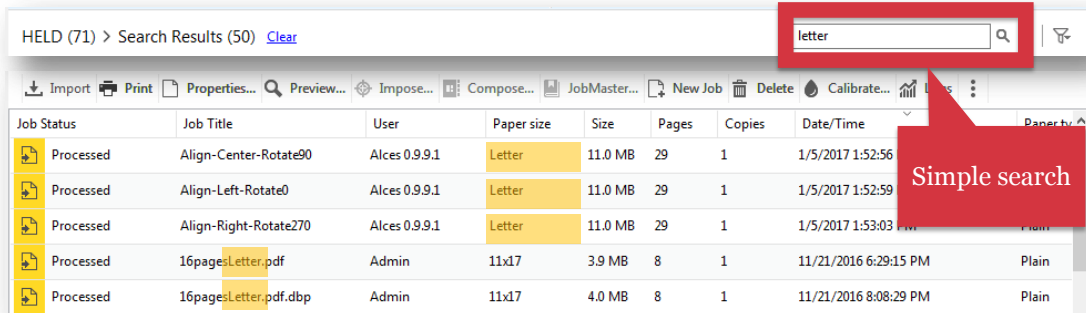 HELD (71) > Search Results (50) Clear letter
Import Print Properties... Preview... Impose... Compose... JobMaster... New Job Delete Calibrate...
Job Status Job Title User Paper size Size Pages Copies Date/Time Paper ty
Processed Align-Center-Rotate90 Alces 0.9.9.1 Letter 11.0 MB 29 1 1/5/2017 1:52:56
Processed Align-Left-Rotate0 Alces 0.9.9.1 Letter 11.0 MB 29 1 1/5/2017 1:52:59
Simple search
Processed Align-Right-Rotate270 Alces 0.9.9.1 Letter 11.0 MB 29 1 1/5/2017 1:53:03 PM Plain
Processed 16pagesLetter.pdf Admin 11x17 3.9 MB 8 1 11/21/2016 6:29:15 PM Plain
Processed 16pagesLetter.pdf.dbp Admin 11x17 4.0 MB 8 1 11/21/2016 8:08:29 PM Plain